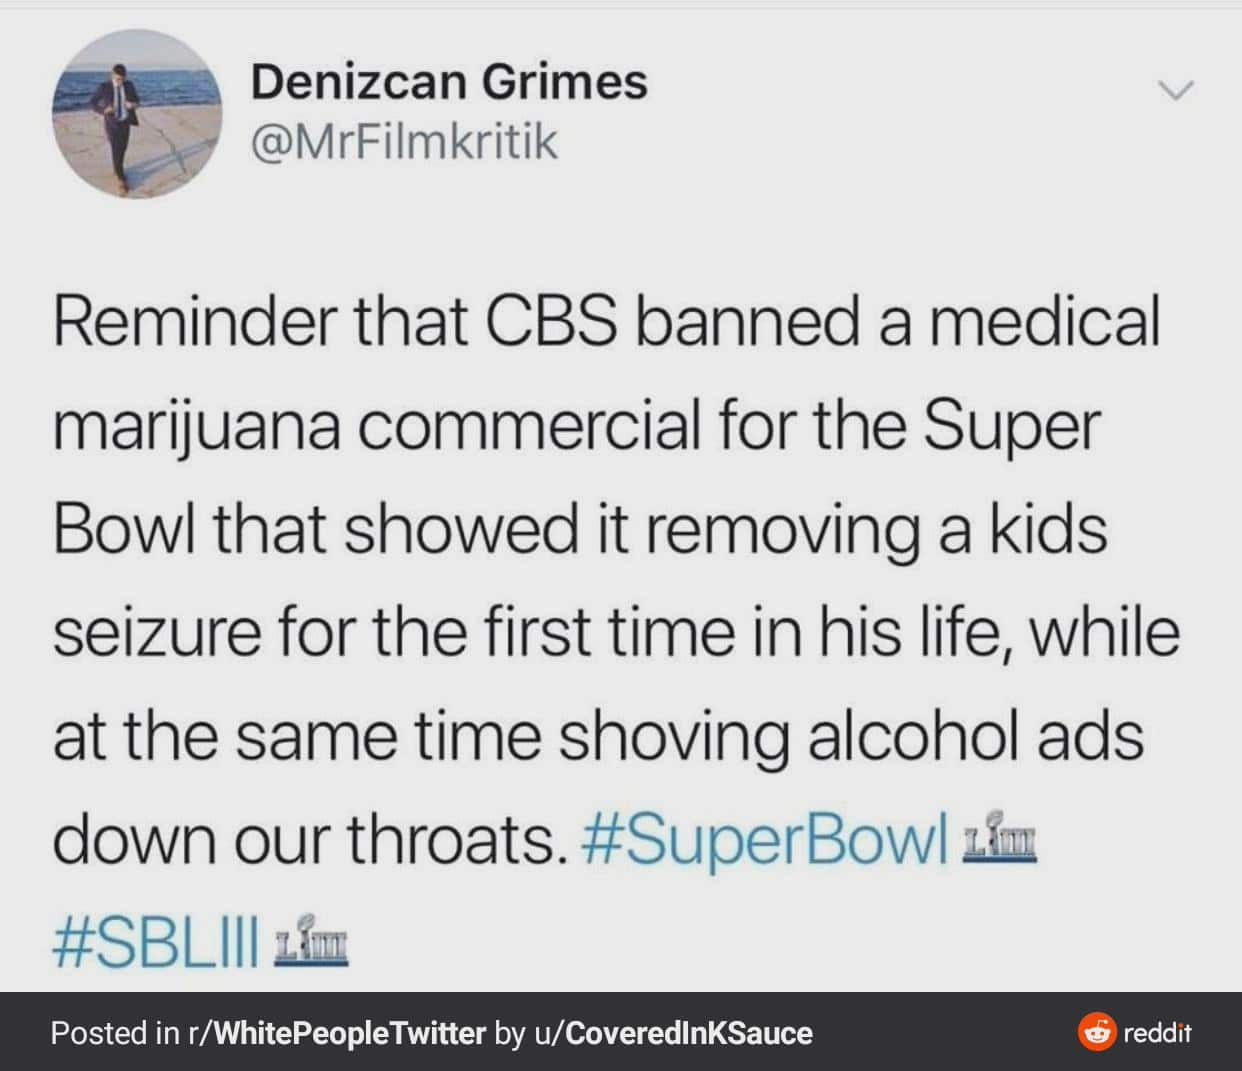 Denizcan Grimes
@MrFilmkritik
Reminder that CBS banned a medical
marijuana commercial for the Super
Bowl that showed it removing a kids
seizure for the first time in his life, while
at the same time shoving alcohol ads
down our throats. #SuperBowl LIII
#SBLIII LIII
Posted in r/WhitePeopleTwitter by u/CoveredInKSauce
reddit